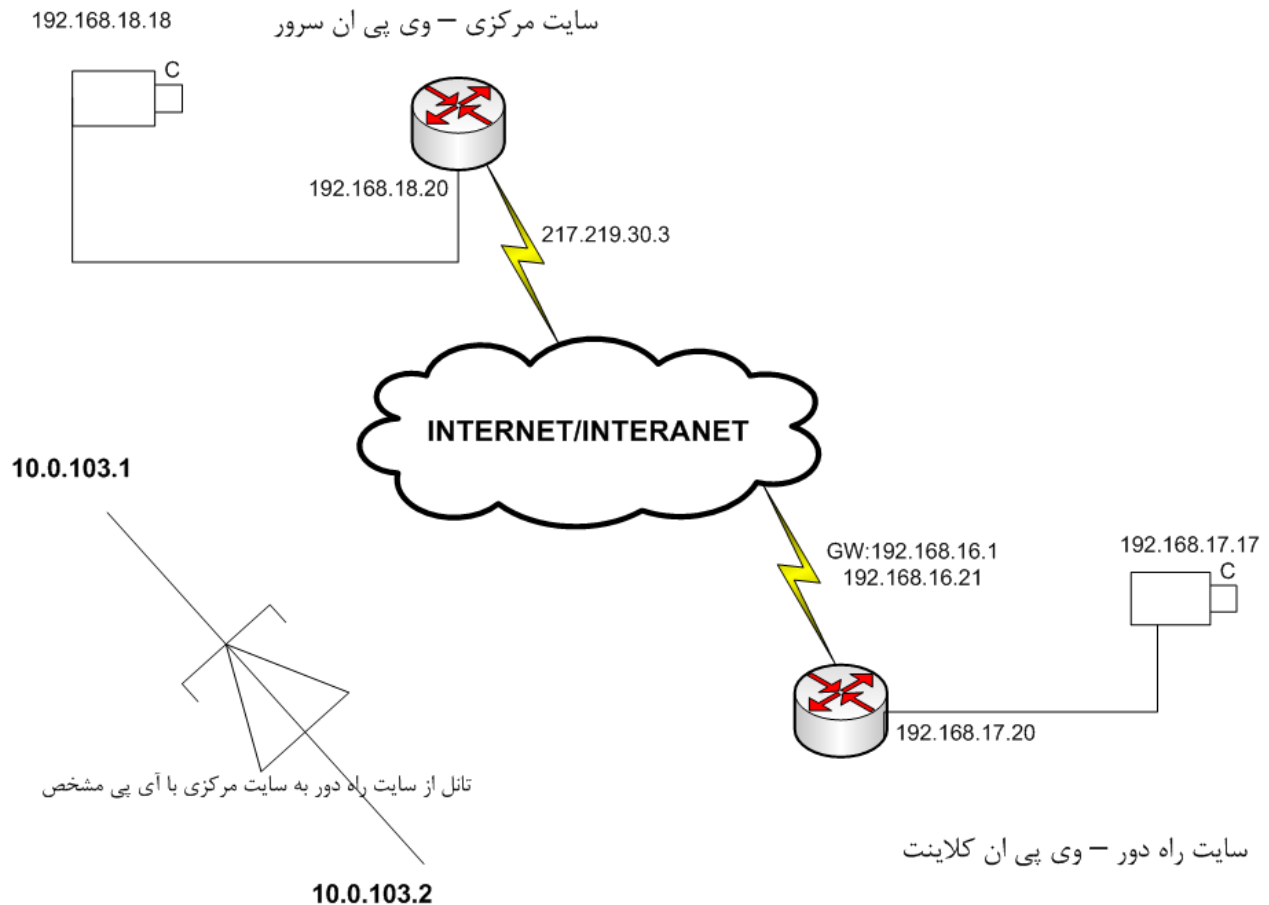 192.168.18.18
سایت مرکزی – وی پی ان سرور
C
192.168.18.20
217.219.30.3
INTERNET/INTERANET
10.0.103.1
GW:192.168.16.1
192.168.16.21
192.168.17.17
C
192.168.17.20
تانل از سایت راه دور به سایت مرکزی با آی پی مشخص
سایت راه دور – وی پی ان کلاینت
10.0.103.2